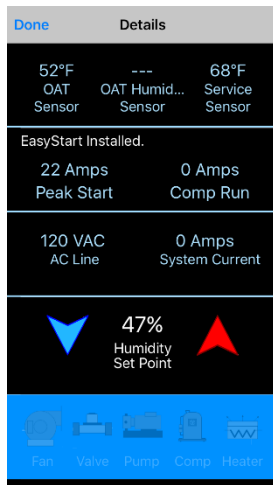 Done Details
52°F --- 68°F
OAT OAT Humid... Service
Sensor Sensor Sensor
EasyStart Installed.
22 Amps 0 Amps
Peak Start Comp Run
120 VAC 0 Amps
AC Line System Current
47%
Humidity
Set Point
Fan Valve Pump Comp Heater